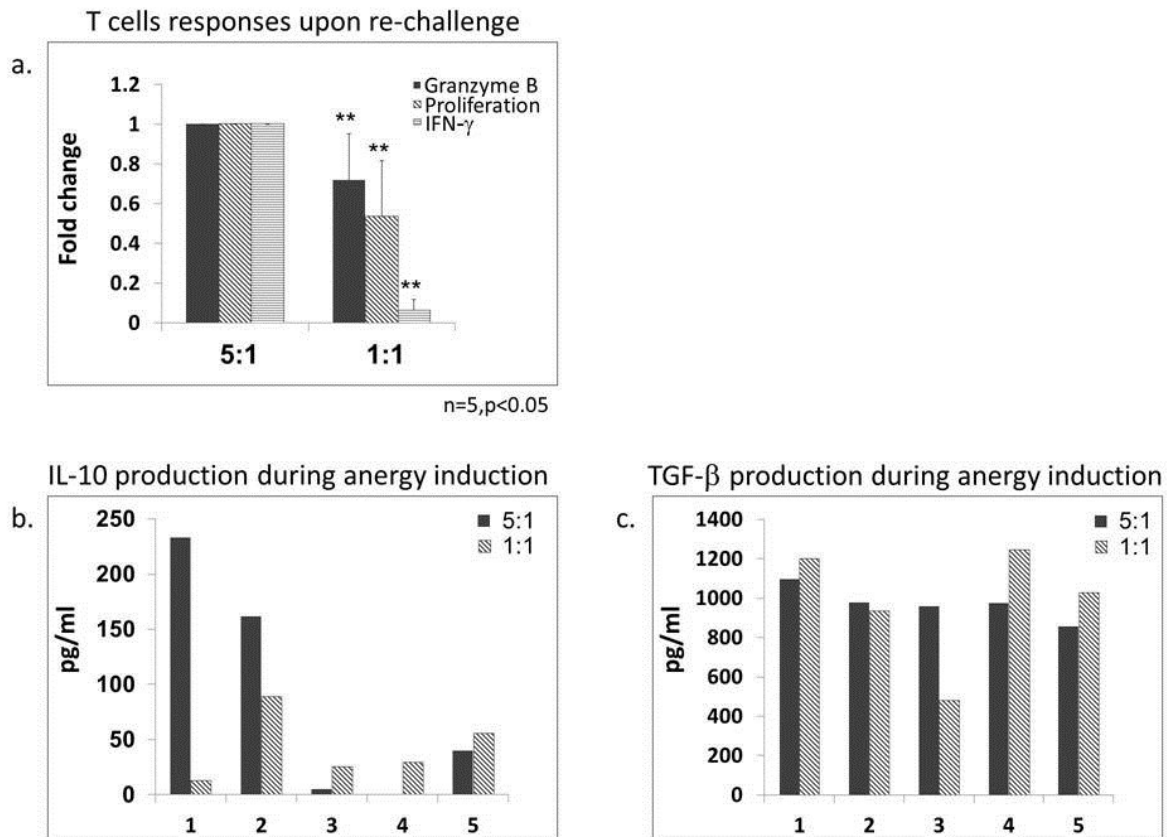 T cells responses upon re-challenge
a.
Granzyme B
Proliferation
IFN-γ
1.2
1
0.8
0.6
0.4
0.2
0
Fold change
** ** **
5:1 1:1
n=5,p<0.05
IL-10 production during anergy induction
b.
5:1
1:1
250
200
150
100
50
0
pg/ml
1 2 3 4 5
TGF-β production during anergy induction
c.
5:1
1:1
1400
1200
1000
800
600
400
200
0
pg/ml
1 2 3 4 5